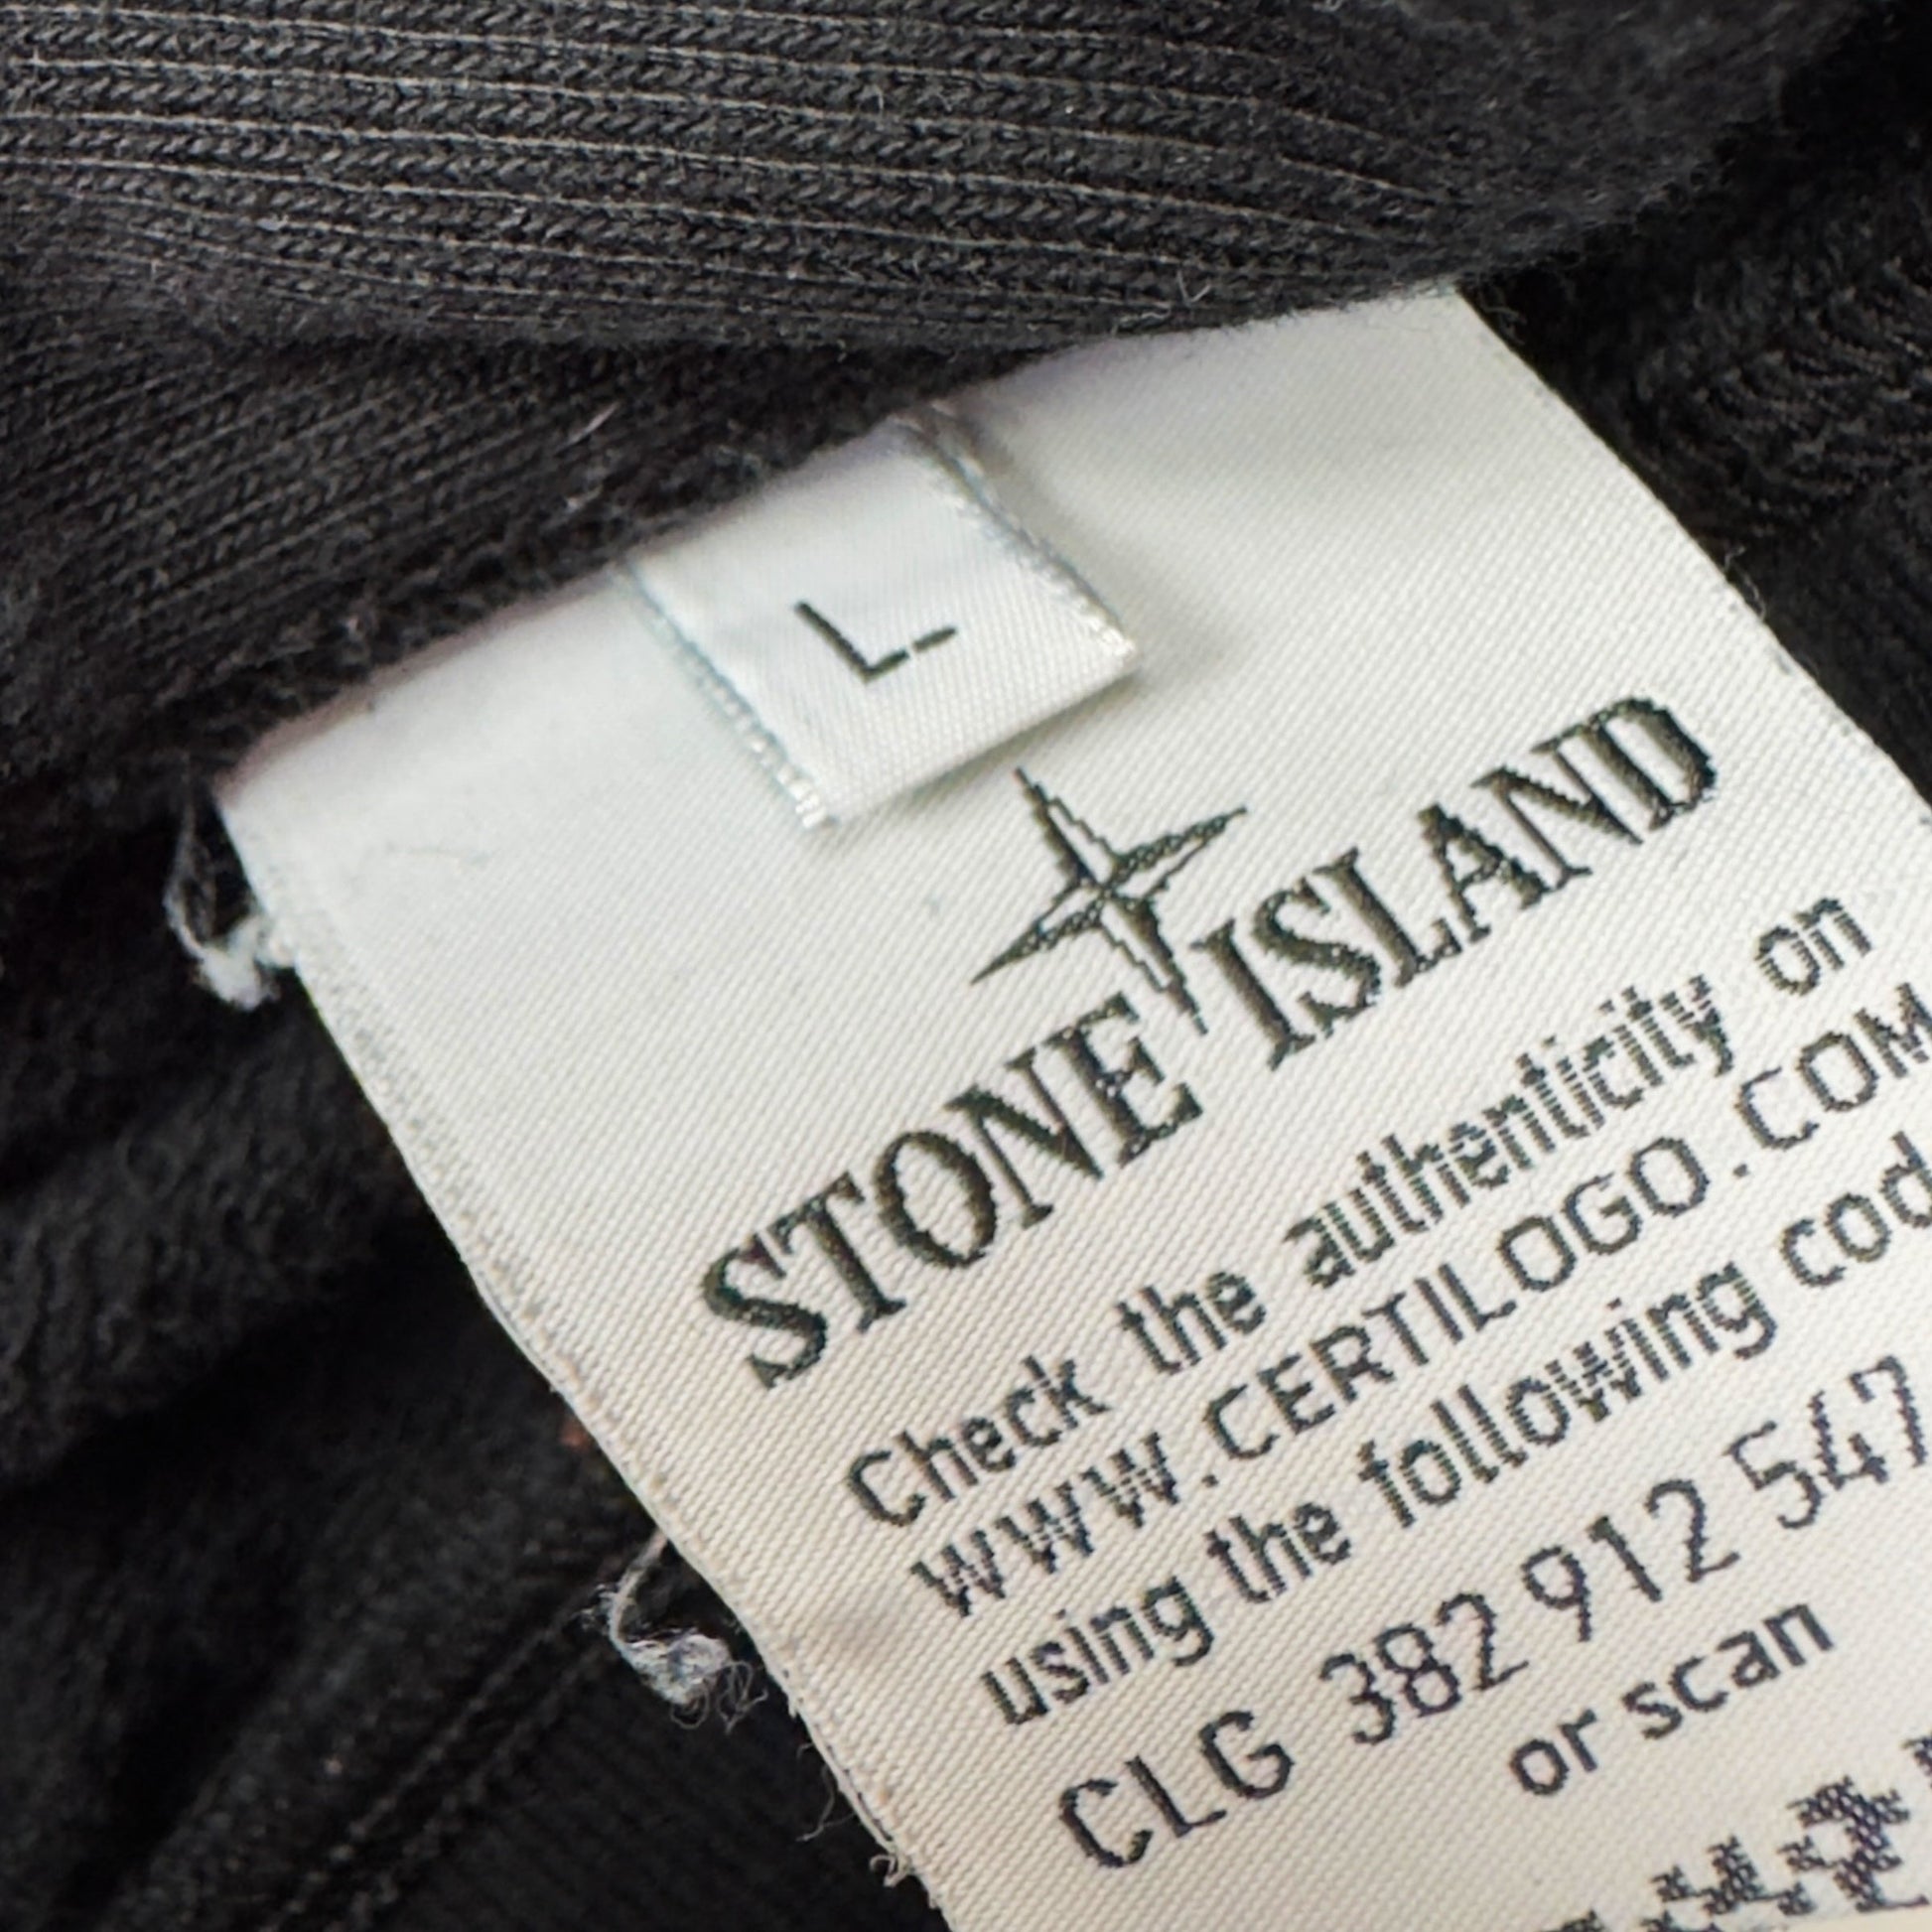 L
STONE ISLAND
Check the authenticity on
WWW.CERTILOGO.COM
using the following cod
CLG 382 912 547
or scan